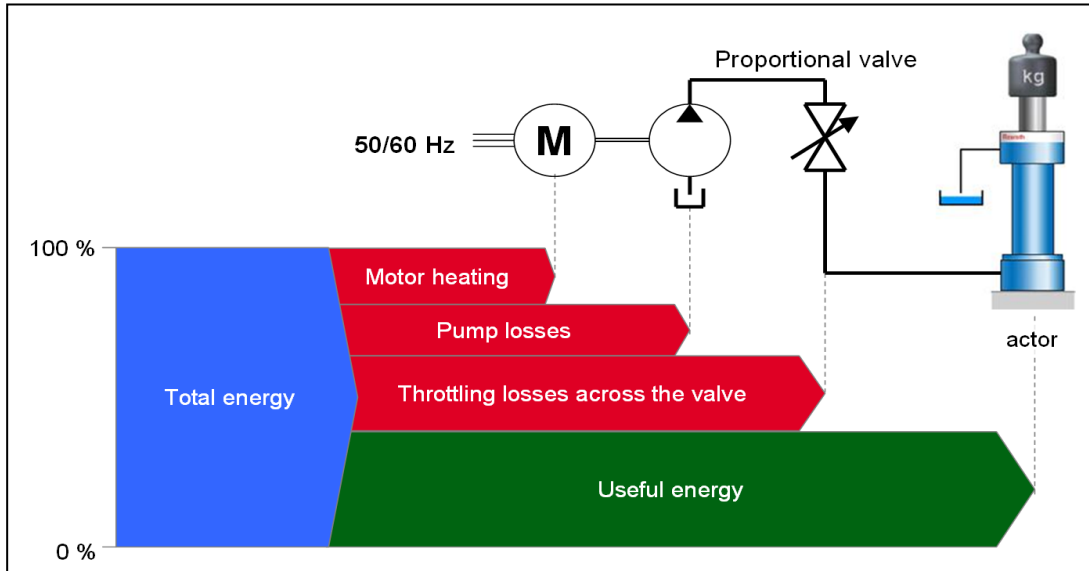 Proportional valve
kg
50/60 Hz
M
Rexroth
100 %
Motor heating
Pump losses
actor
Total energy
Throttling losses across the valve
Useful energy
0 %